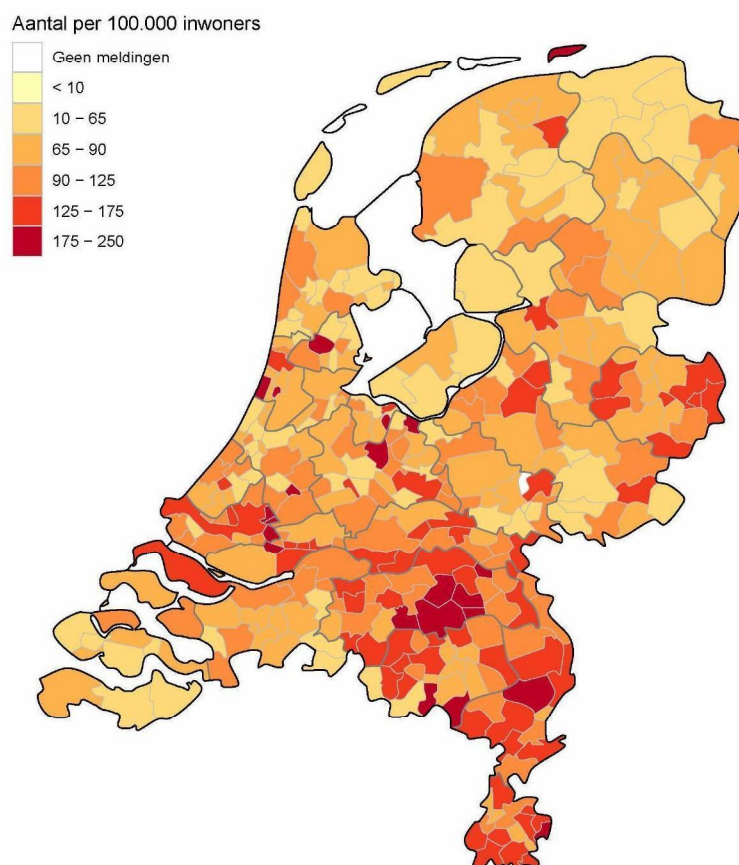 Aantal per 100.000 inwoners
Geen meldingen
< 10
10 – 65
65 – 90
90 – 125
125 – 175
175 – 250